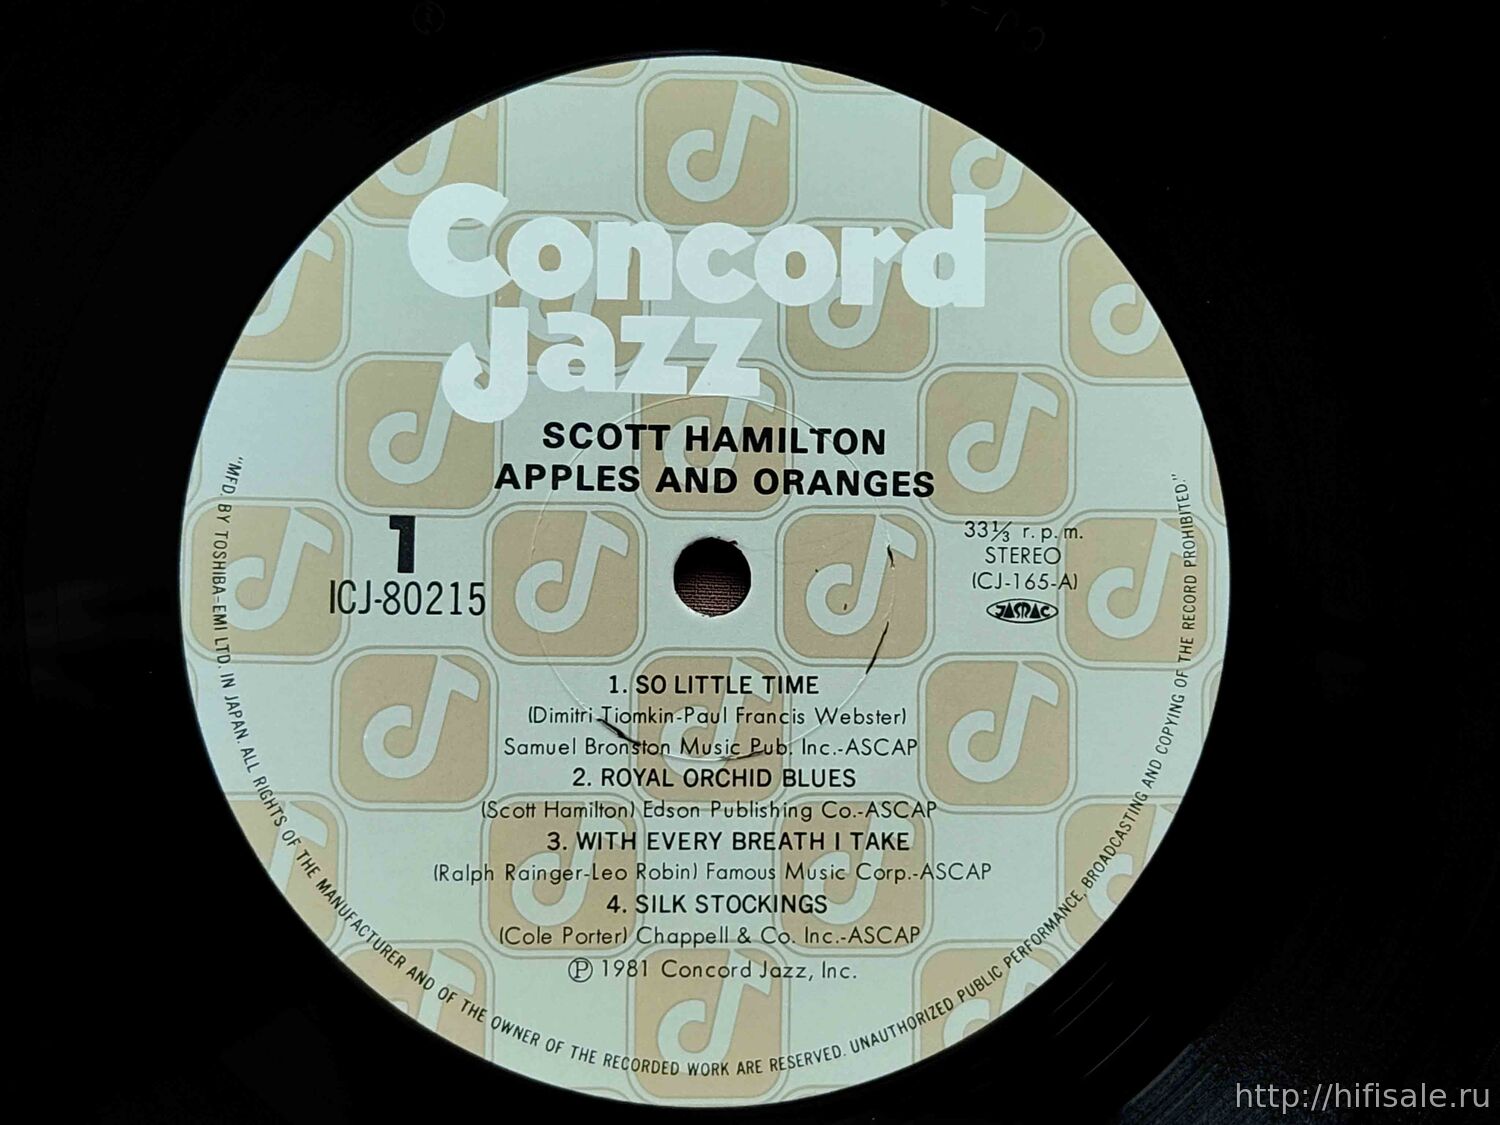 Concord
Jazz
SCOTT HAMILTON
APPLES AND ORANGES
1
ICJ-80215
33⅓ r.p.m.
STEREO
(CJ-165-A)
JASRAC
1. SO LITTLE TIME
(Dimitri Tiomkin-Paul Francis Webster)
Samuel Bronston Music Pub. Inc.-ASCAP
2. ROYAL ORCHID BLUES
(Scott Hamilton) Edson Publishing Co.-ASCAP
3. WITH EVERY BREATH I TAKE
(Ralph Rainger-Leo Robin) Famous Music Corp.-ASCAP
4. SILK STOCKINGS
(Cole Porter) Chappell & Co. Inc.-ASCAP
℗ 1981 Concord Jazz, Inc.
"MFD. BY TOSHIBA-EMI LTD. IN JAPAN. ALL RIGHTS OF THE MANUFACTURER AND OF THE OWNER OF THE RECORDED WORK ARE RESERVED. UNAUTHORIZED PUBLIC PERFORMANCE, BROADCASTING AND COPYING OF THE RECORD PROHIBITED."
http://hifisale.ru